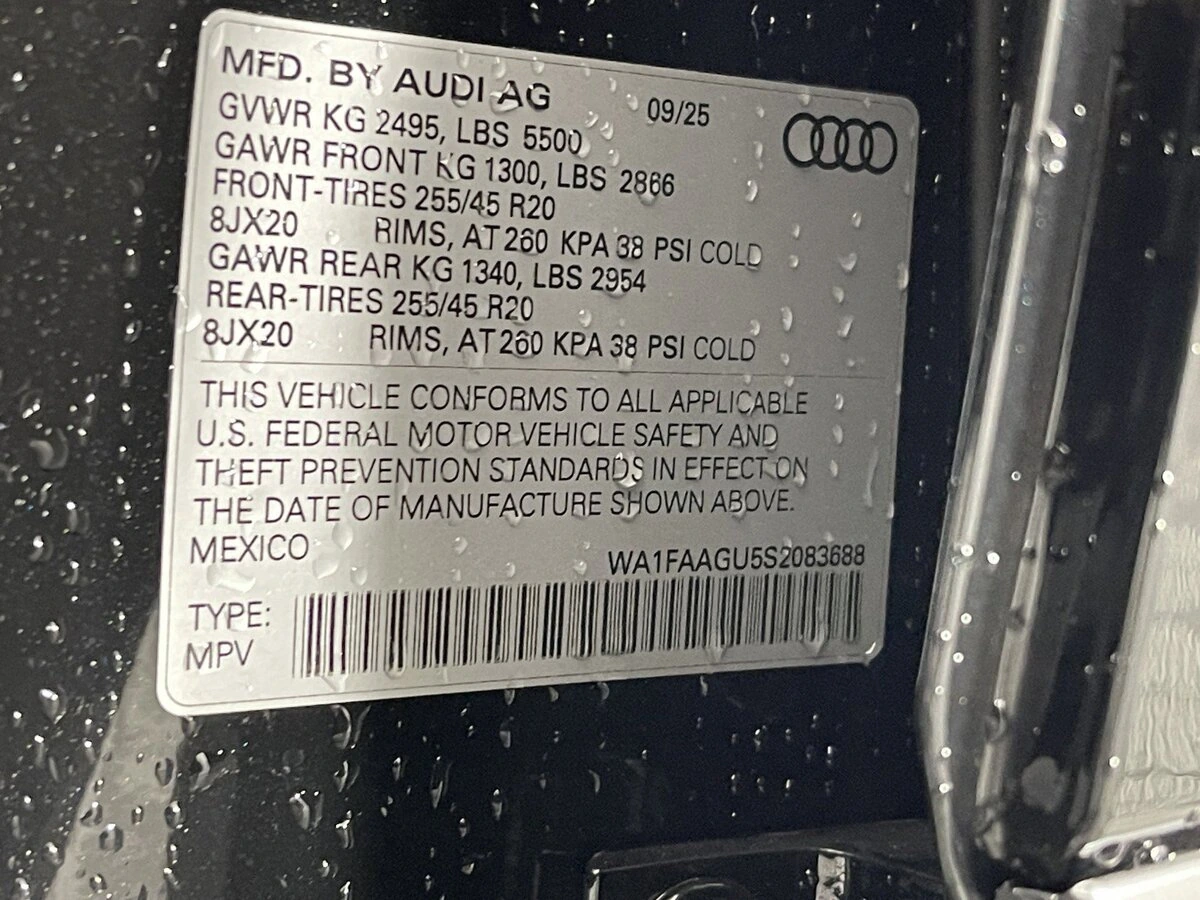 MFD. BY AUDI AG 09/25
GVWR KG 2495, LBS 5500
GAWR FRONT KG 1300, LBS 2866
FRONT-TIRES 255/45 R20
8JX20 RIMS, AT 260 KPA 38 PSI COLD
GAWR REAR KG 1340, LBS 2954
REAR-TIRES 255/45 R20
8JX20 RIMS, AT 260 KPA 38 PSI COLD
THIS VEHICLE CONFORMS TO ALL APPLICABLE
U.S. FEDERAL MOTOR VEHICLE SAFETY AND
THEFT PREVENTION STANDARDS IN EFFECT ON
THE DATE OF MANUFACTURE SHOWN ABOVE.
MEXICO WA1FAAGU5S2083688
TYPE:
MPV